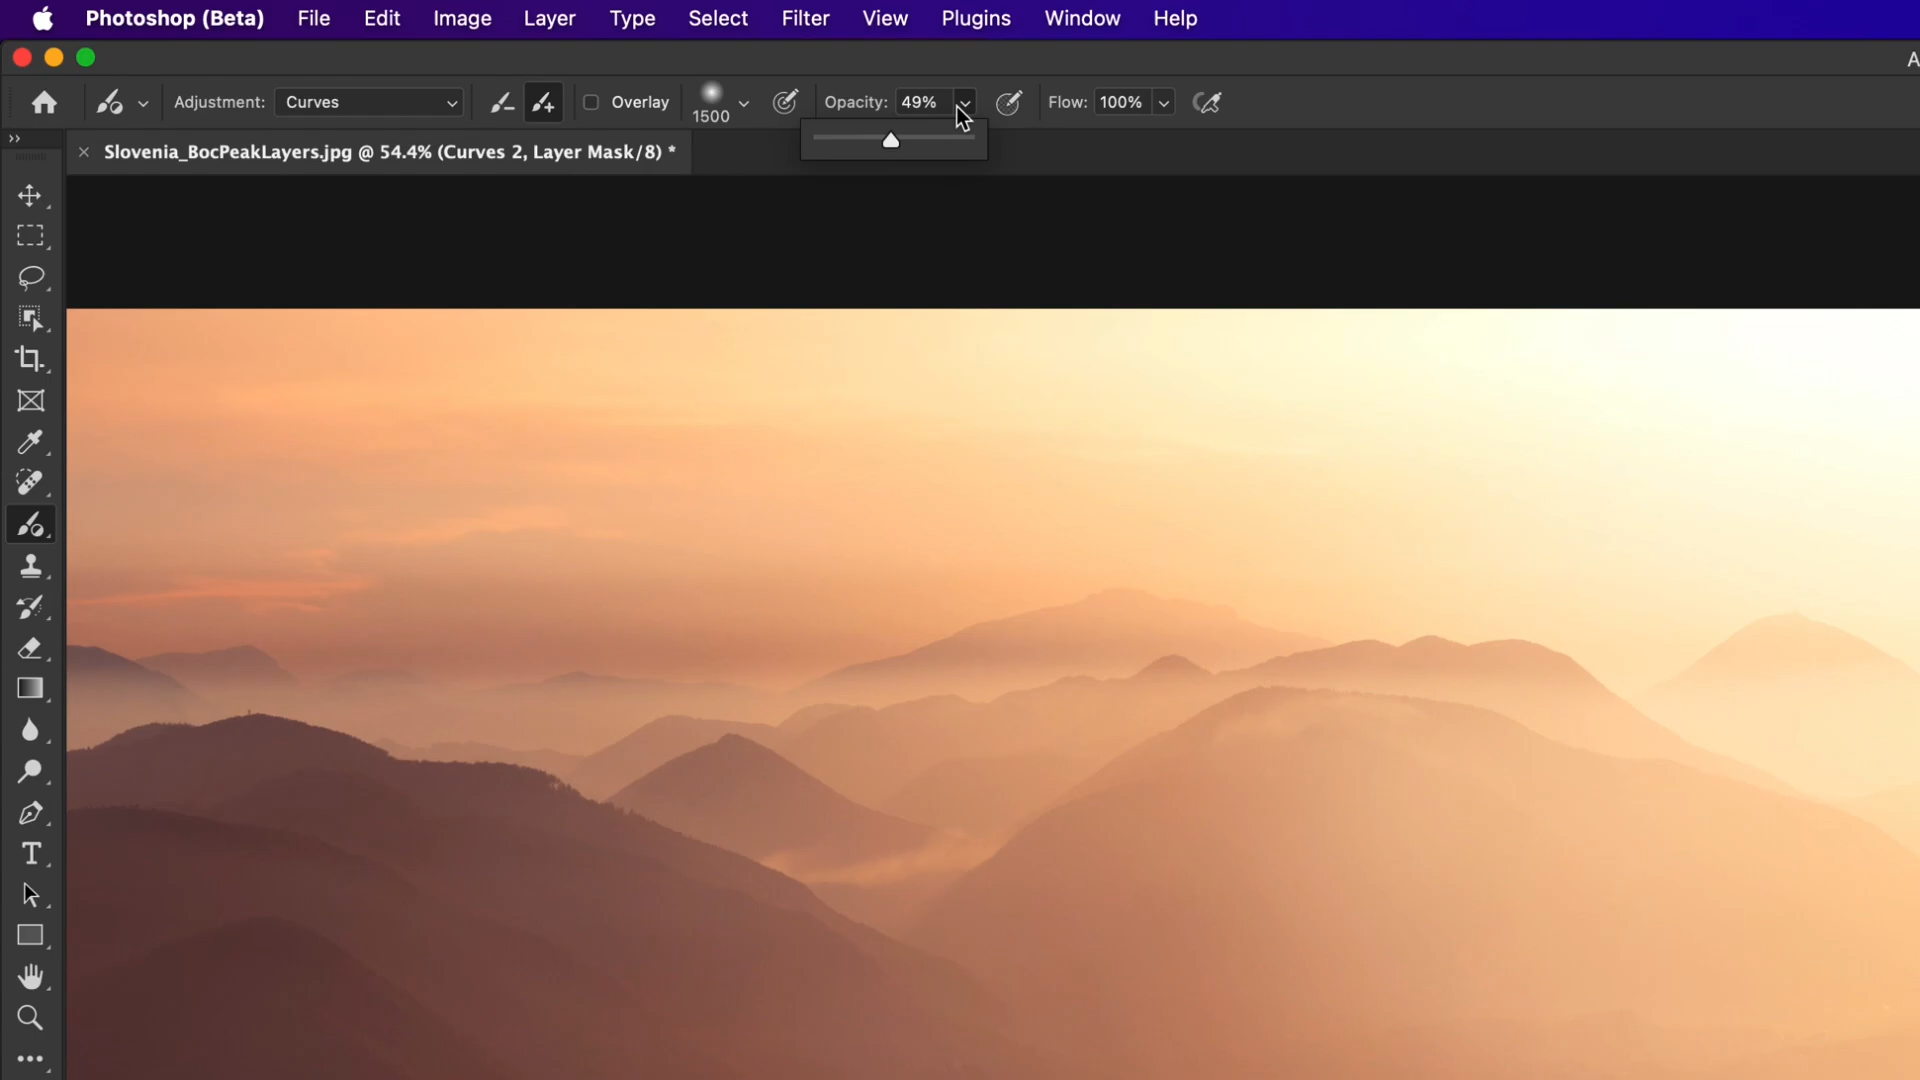 Photoshop (Beta) File Edit Image Layer Type Select Filter View Plugins Window Help
A
Adjustment: Curves Overlay 1500 Opacity: 49% Flow: 100%
Slovenia_BocPeakLayers.jpg @ 54.4% (Curves 2, Layer Mask/8) *